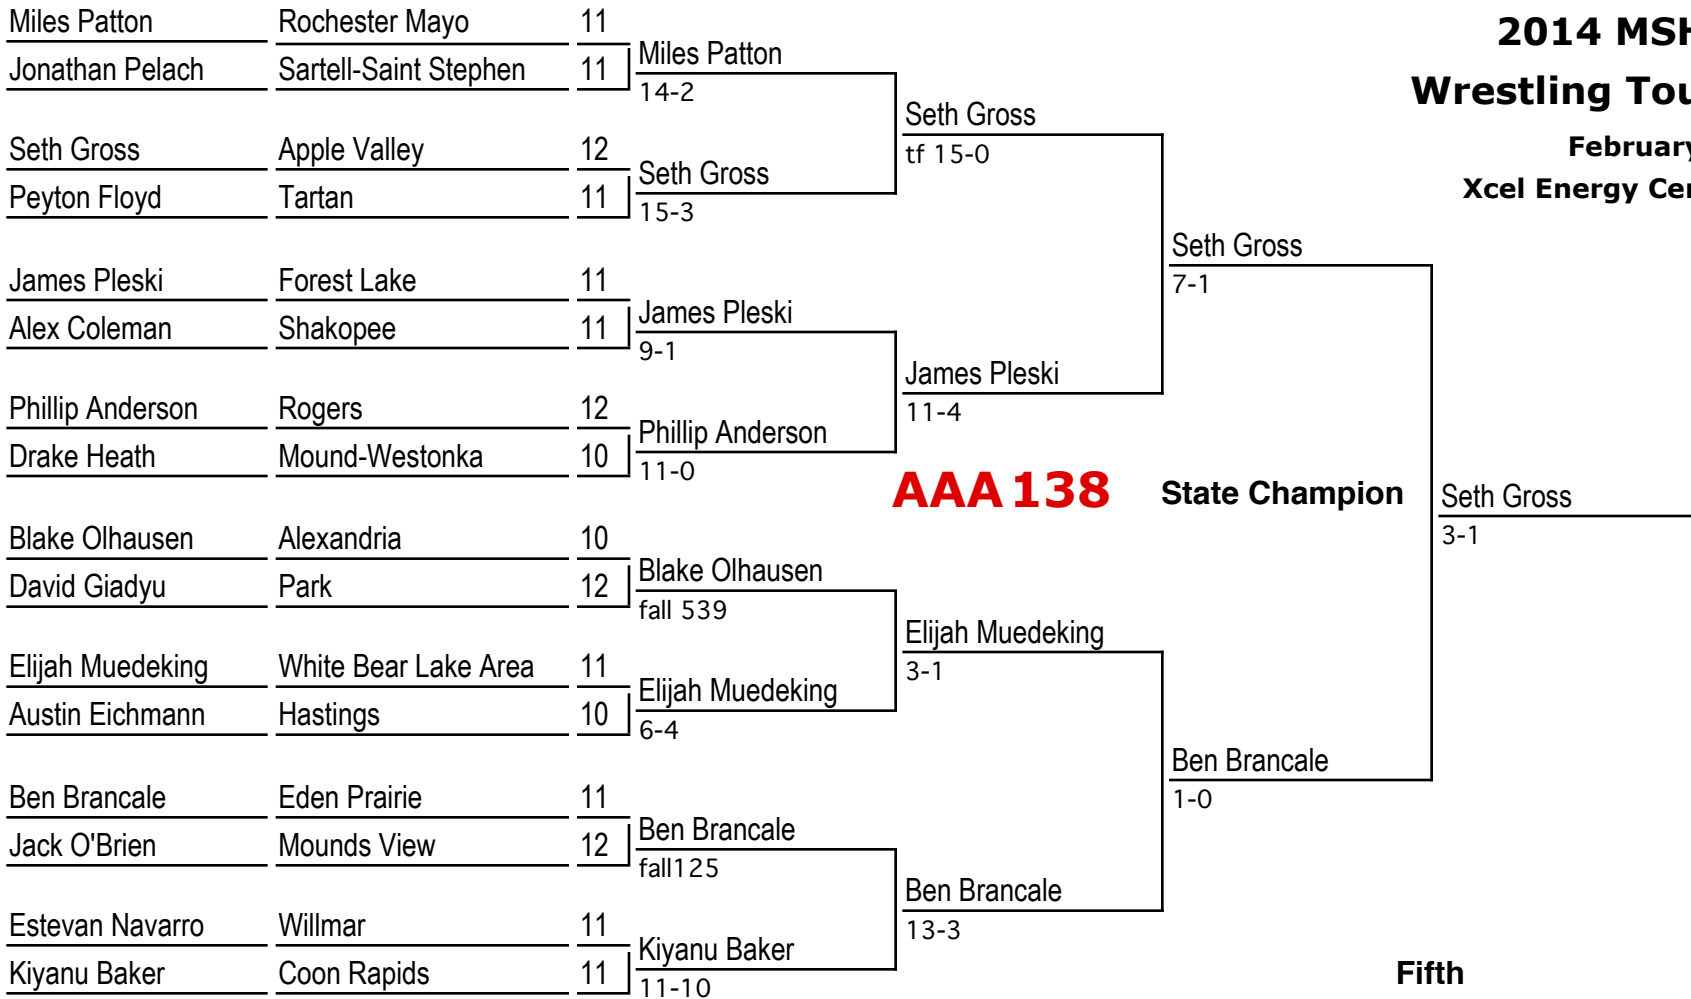 Miles Patton Rochester Mayo 11
Jonathan Pelach Sartell-Saint Stephen 11
Miles Patton
14-2
Seth Gross Apple Valley 12
Peyton Floyd Tartan 11
Seth Gross
15-3
Seth Gross
tf 15-0
James Pleski Forest Lake 11
Alex Coleman Shakopee 11
James Pleski
9-1
Phillip Anderson Rogers 12
Drake Heath Mound-Westonka 10
Phillip Anderson
11-0
James Pleski
11-4
Seth Gross
7-1
Blake Olhausen Alexandria 10
David Giadyu Park 12
Blake Olhausen
fall 539
Elijah Muedeking White Bear Lake Area 11
Austin Eichmann Hastings 10
Elijah Muedeking
6-4
Elijah Muedeking
3-1
Ben Brancale Eden Prairie 11
Jack O'Brien Mounds View 12
Ben Brancale
fall125
Estevan Navarro Willmar 11
Kiyanu Baker Coon Rapids 11
Kiyanu Baker
11-10
Ben Brancale
13-3
Ben Brancale
1-0
AAA 138 State Champion
Seth Gross
3-1
2014 MSH
Wrestling Tou
February
Xcel Energy Cen
Fifth